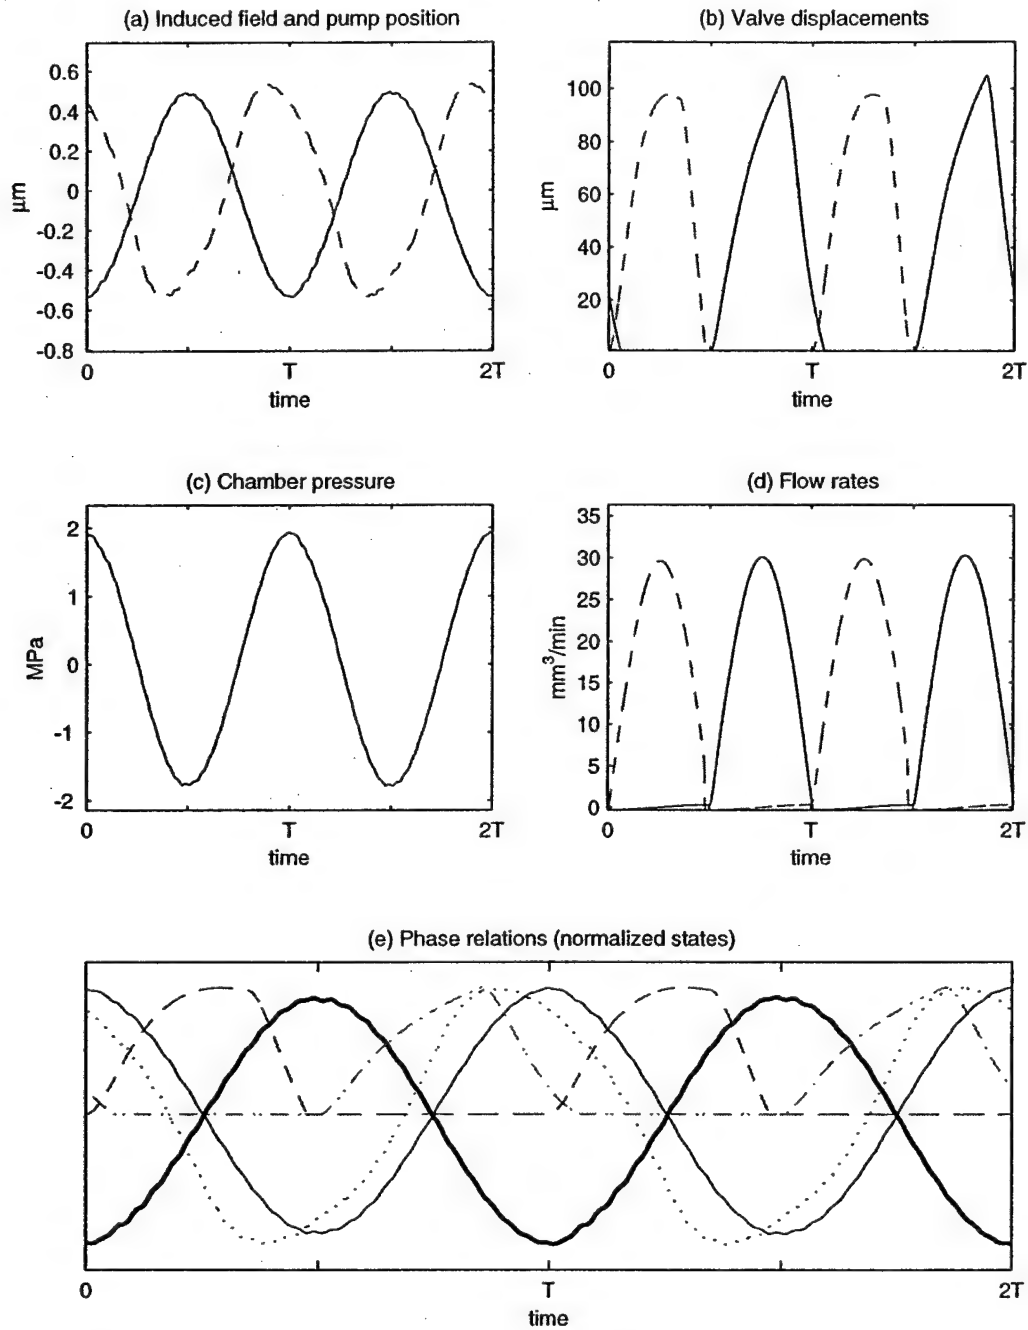 (a) Induced field and pump position
(b) Valve displacements
0.6
0.4
0.2
0
-0.2
-0.4
-0.6
-0.8
μm
0
T
2T
time
100
80
60
40
20
μm
0
T
2T
time
(c) Chamber pressure
(d) Flow rates
2
1
0
-1
-2
MPa
0
T
2T
time
35
30
25
20
15
10
5
0
mm³/min
0
T
2T
time
(e) Phase relations (normalized states)
0
T
2T
time